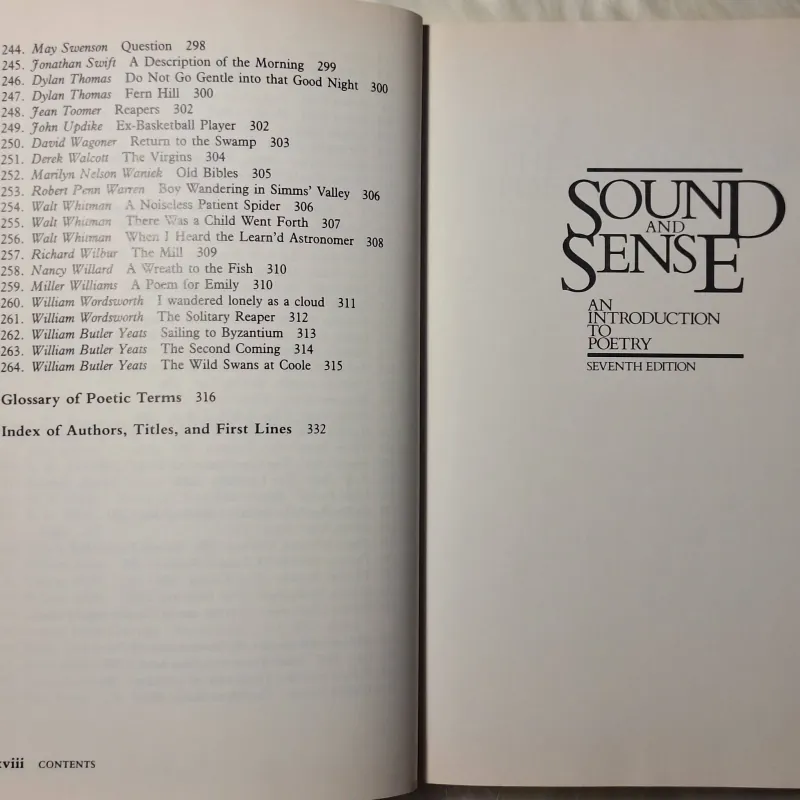 244. May Swenson Question 298
245. Jonathan Swift A Description of the Morning 299
246. Dylan Thomas Do Not Go Gentle into that Good Night 300
247. Dylan Thomas Fern Hill 300
248. Jean Toomer Reapers 302
249. John Updike Ex-Basketball Player 302
250. David Wagoner Return to the Swamp 303
251. Derek Walcott The Virgins 304
252. Marilyn Nelson Waniek Old Bibles 305
253. Robert Penn Warren Boy Wandering in Simms' Valley 306
254. Walt Whitman A Noiseless Patient Spider 306
255. Walt Whitman There Was a Child Went Forth 307
256. Walt Whitman When I Heard the Learn'd Astronomer 308
257. Richard Wilbur The Mill 309
258. Nancy Willard A Wreath to the Fish 310
259. Miller Williams A Poem for Emily 310
260. William Wordsworth I wandered lonely as a cloud 311
261. William Wordsworth The Solitary Reaper 312
262. William Butler Yeats Sailing to Byzantium 313
263. William Butler Yeats The Second Coming 314
264. William Butler Yeats The Wild Swans at Coole 315
Glossary of Poetic Terms 316
Index of Authors, Titles, and First Lines 332
xviii CONTENTS
SOUND
AND
SENSE
AN
INTRODUCTION
TO
POETRY
SEVENTH EDITION